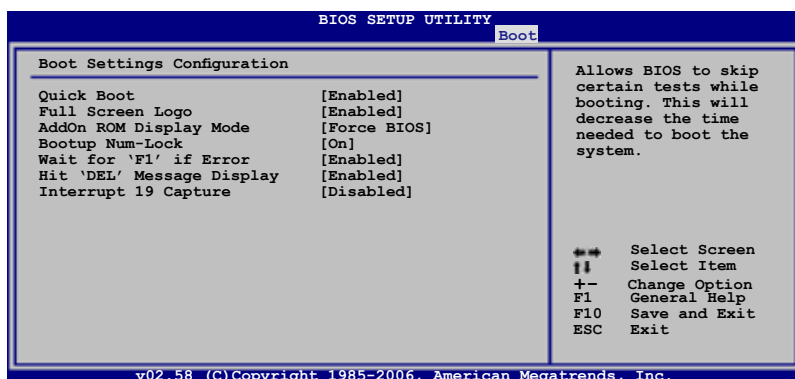 BIOS SETUP UTILITY
Boot
Boot Settings Configuration
Quick Boot [Enabled]
Full Screen Logo [Enabled]
AddOn ROM Display Mode [Force BIOS]
Bootup Num-Lock [On]
Wait for ‘F1’ if Error [Enabled]
Hit ‘DEL’ Message Display [Enabled]
Interrupt 19 Capture [Disabled]
Allows BIOS to skip
certain tests while
booting. This will
decrease the time
needed to boot the
system.
←→ Select Screen
↑↓ Select Item
+- Change Option
F1 General Help
F10 Save and Exit
ESC Exit
v02.58 (C)Copyright 1985-2006, American Megatrends, Inc.